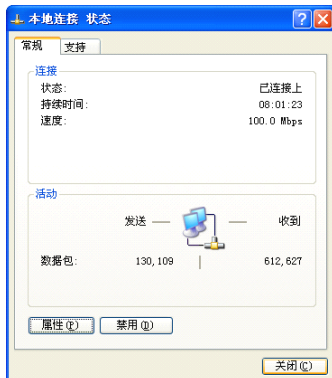 本地连接 状态
常规 支持
连接
状态: 已连接上
持续时间: 08:01:23
速度: 100.0 Mbps
活动
发送 — — 收到
数据包: 130,109 | 612,627
属性(P) 禁用(D)
关闭(C)